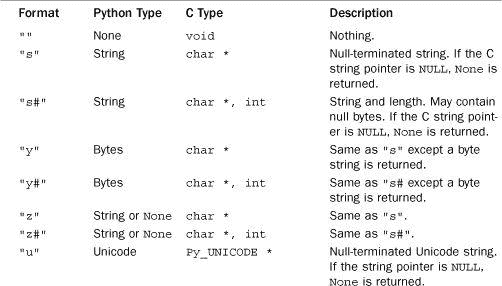 Format Python Type C Type Description
"" None void Nothing.
"s" String char * Null-terminated string. If the C
string pointer is NULL, None is
returned.
"s#" String char *, int String and length. May contain
null bytes. If the C string point-
er is NULL, None is returned.
"y" Bytes char * Same as "s" except a byte
string is returned.
"y#" Bytes char *, int Same as "s# except a byte
string is returned.
"z" String or None char * Same as "s".
"z#" String or None char *, int Same as "s#".
"u" Unicode Py_UNICODE * Null-terminated Unicode string.
If the string pointer is NULL,
None is returned.